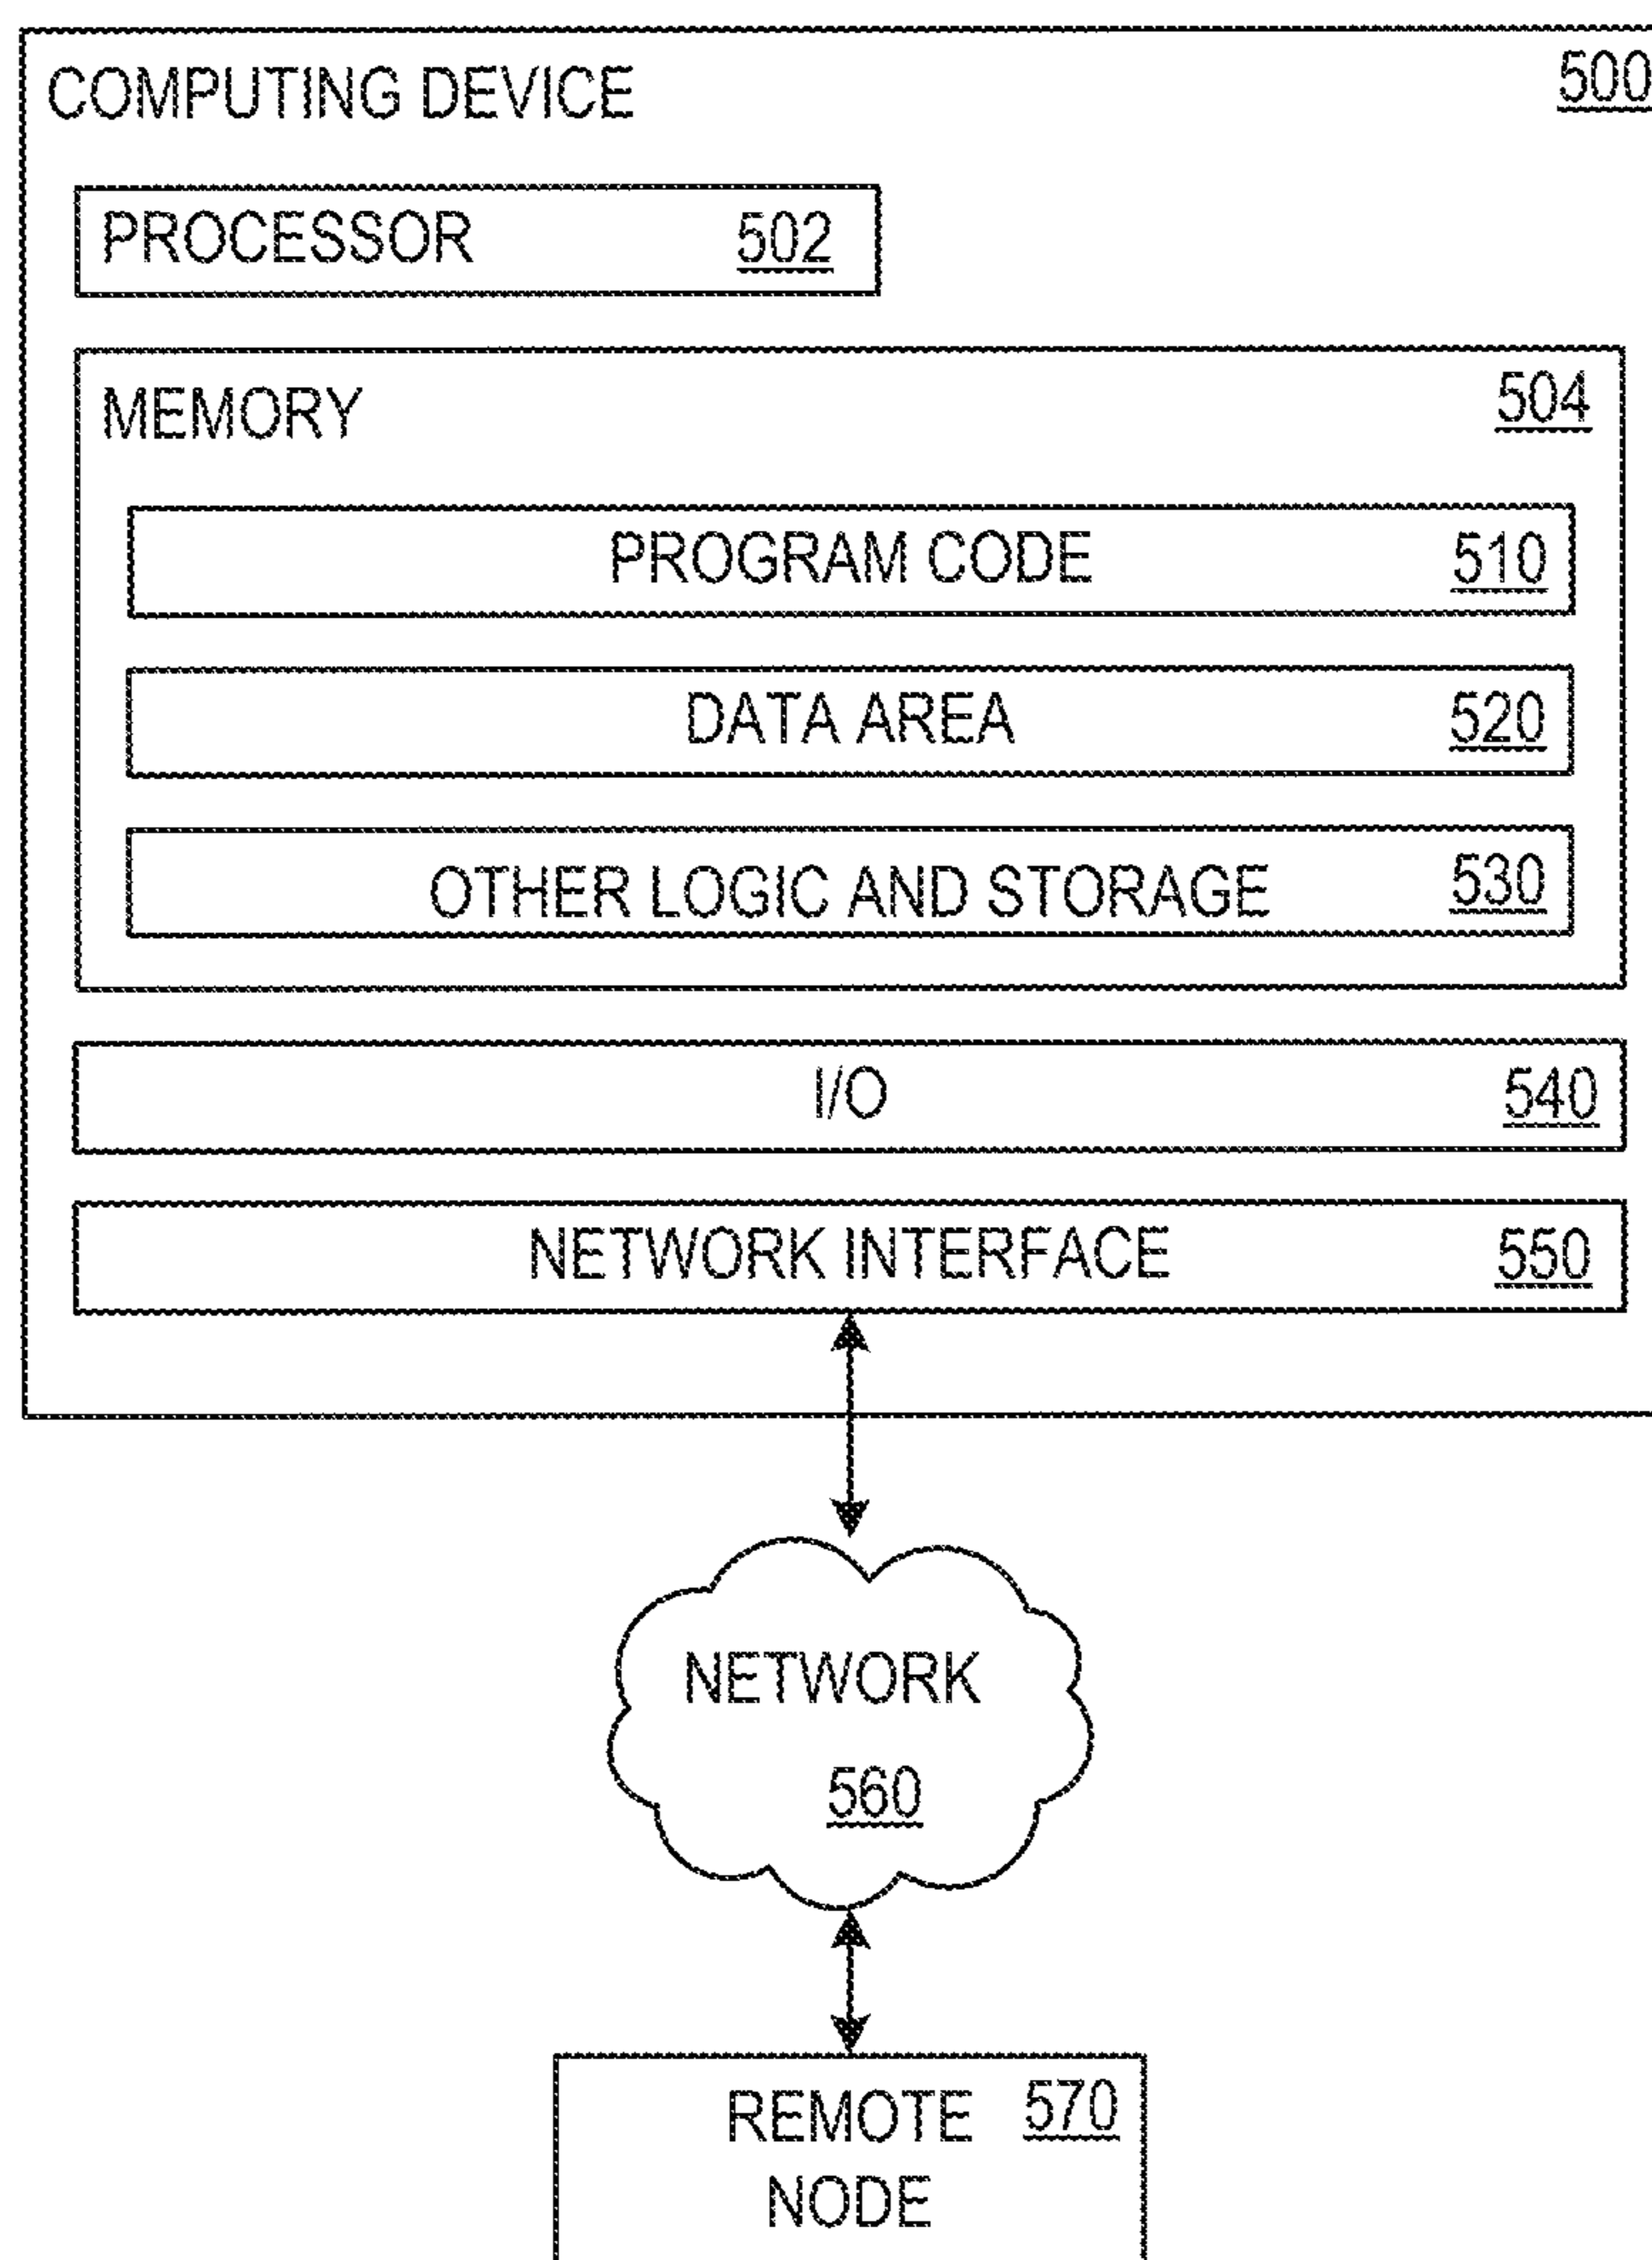 COMPUTING DEVICE 500
PROCESSOR 502
MEMORY 504
PROGRAM CODE 510
DATA AREA 520
OTHER LOGIC AND STORAGE 530
I/O 540
NETWORK INTERFACE 550
NETWORK
560
REMOTE 570
NODE